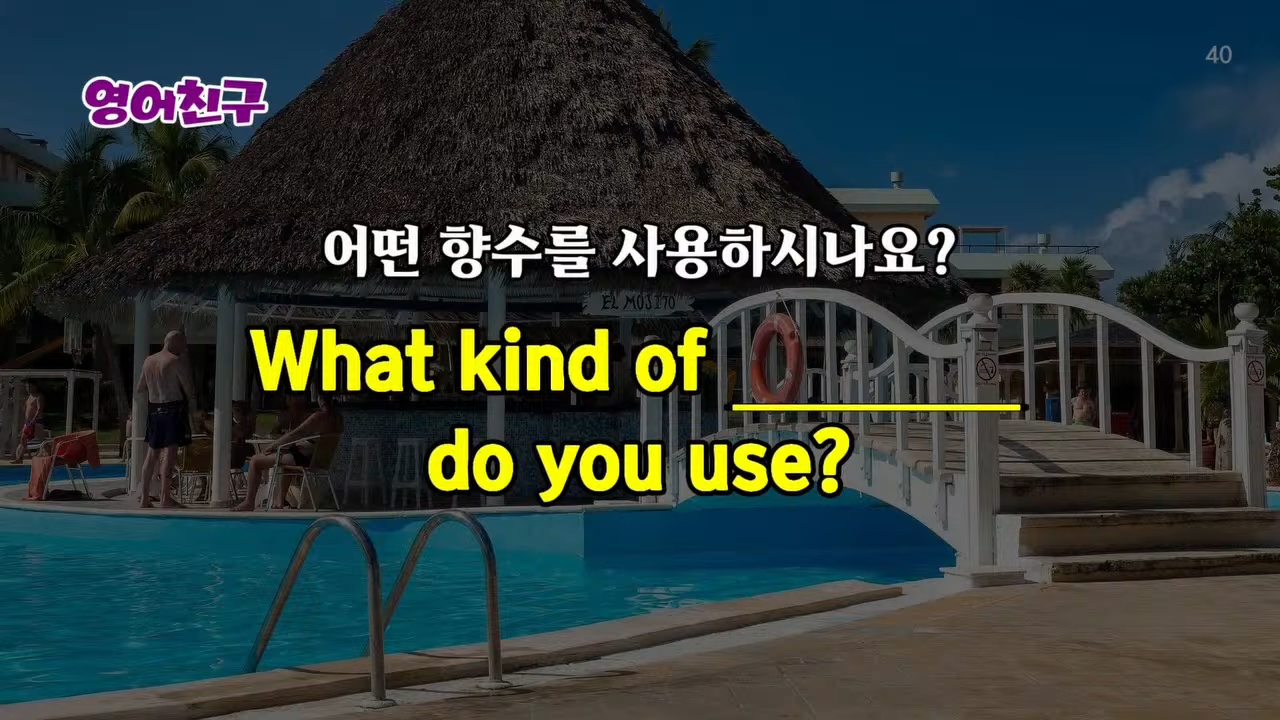 40
영어친구
어떤 향수를 사용하시나요?
EL MOJITO
What kind of ________
do you use?